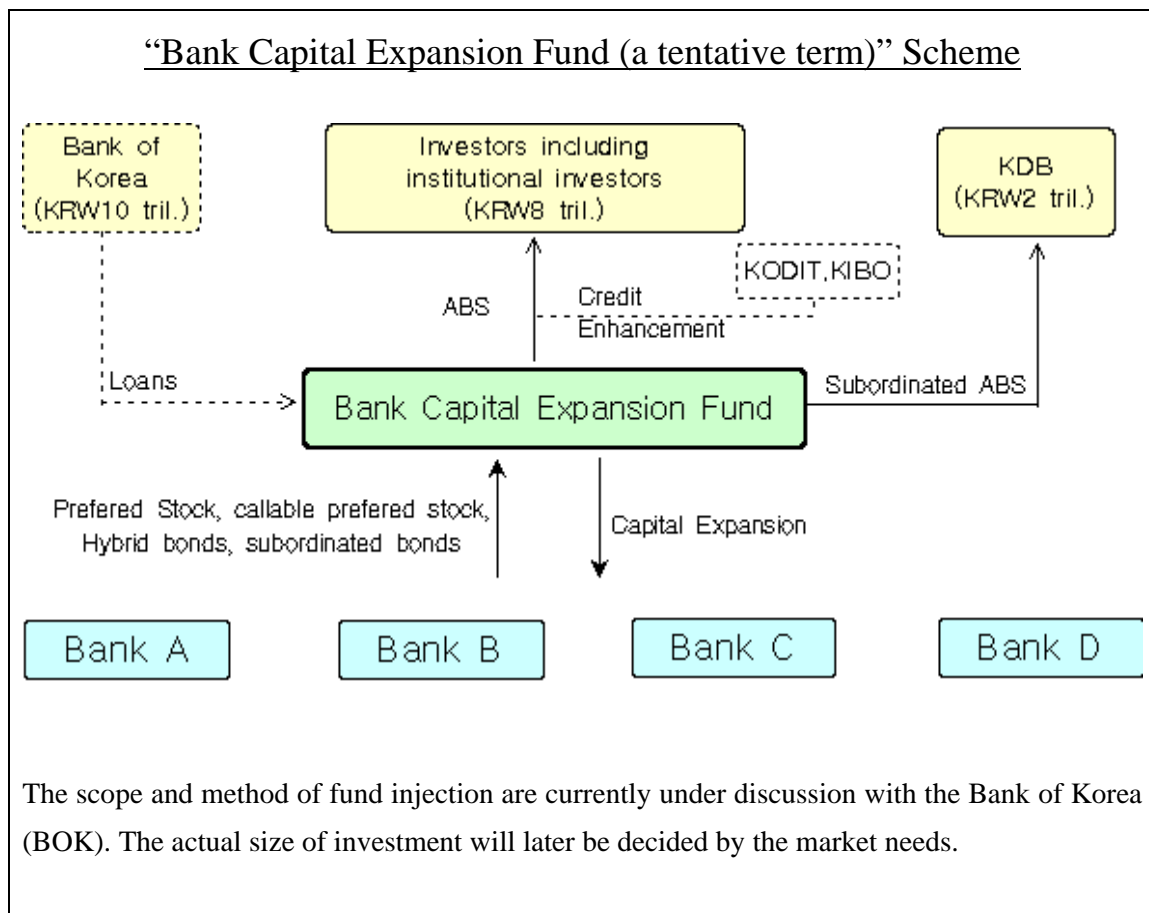 “Bank Capital Expansion Fund (a tentative term)” Scheme
Bank of
Korea
(KRW10 tril.)
Investors including
institutional investors
(KRW8 tril.)
KDB
(KRW2 tril.)
KODIT,KIBO
ABS
Credit
Enhancement
Loans
Bank Capital Expansion Fund
Subordinated ABS
Prefered Stock, callable prefered stock,
Hybrid bonds, subordinated bonds
Capital Expansion
Bank A
Bank B
Bank C
Bank D
The scope and method of fund injection are currently under discussion with the Bank of Korea
(BOK). The actual size of investment will later be decided by the market needs.